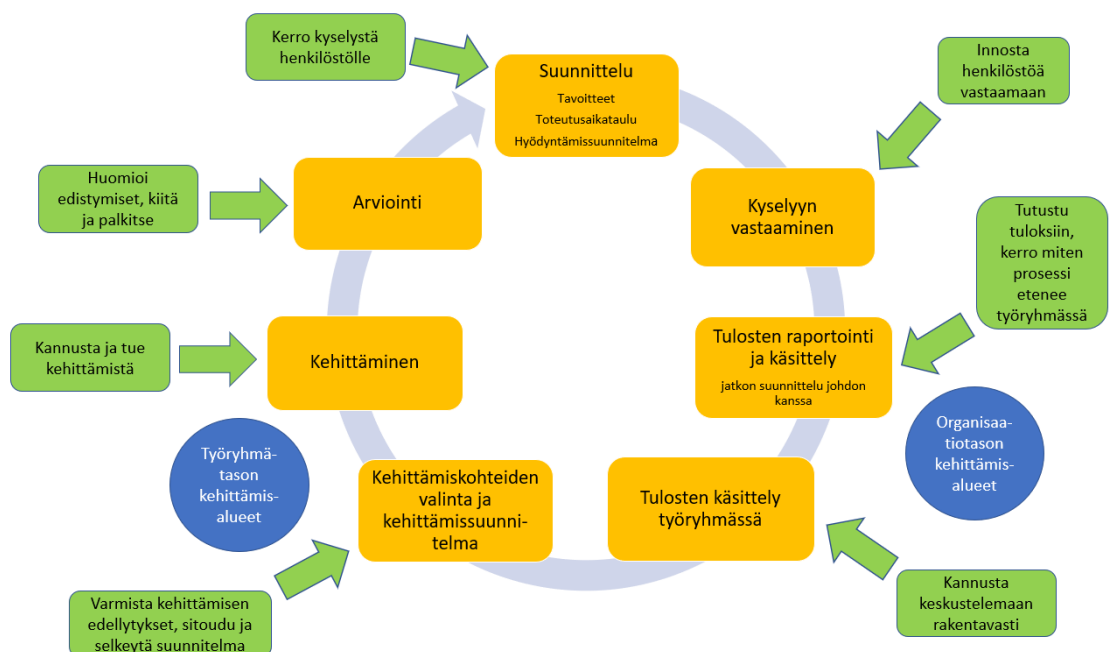 Kerro kyselystä
henkilöstölle
Suunnittelu
Tavoitteet
Toteutusaikataulu
Hyödyntämissuunnitelma
Innosta
henkilöstöä
vastaamaan
Kyselyyn
vastaaminen
Tutustu
tuloksiin,
kerro miten
prosessi
etenee
työryhmässä
Tulosten raportointi
ja käsittely
jatkon suunnittelu johdon
kanssa
Organisaa-
tiotason
kehittämis-
alueet
Tulosten käsittely
työryhmässä
Kannusta
keskustelemaan
rakentavasti
Kehittämiskohteiden
valinta ja
kehittämissuunni-
telma
Varmista kehittämisen
edellytykset, sitoudu ja
selkeytä suunnitelma
Työryhmä-
tason
kehittämis-
alueet
Kehittäminen
Kannusta ja tue
kehittämistä
Arviointi
Huomioi
edistymiset, kiitä
ja palkitse